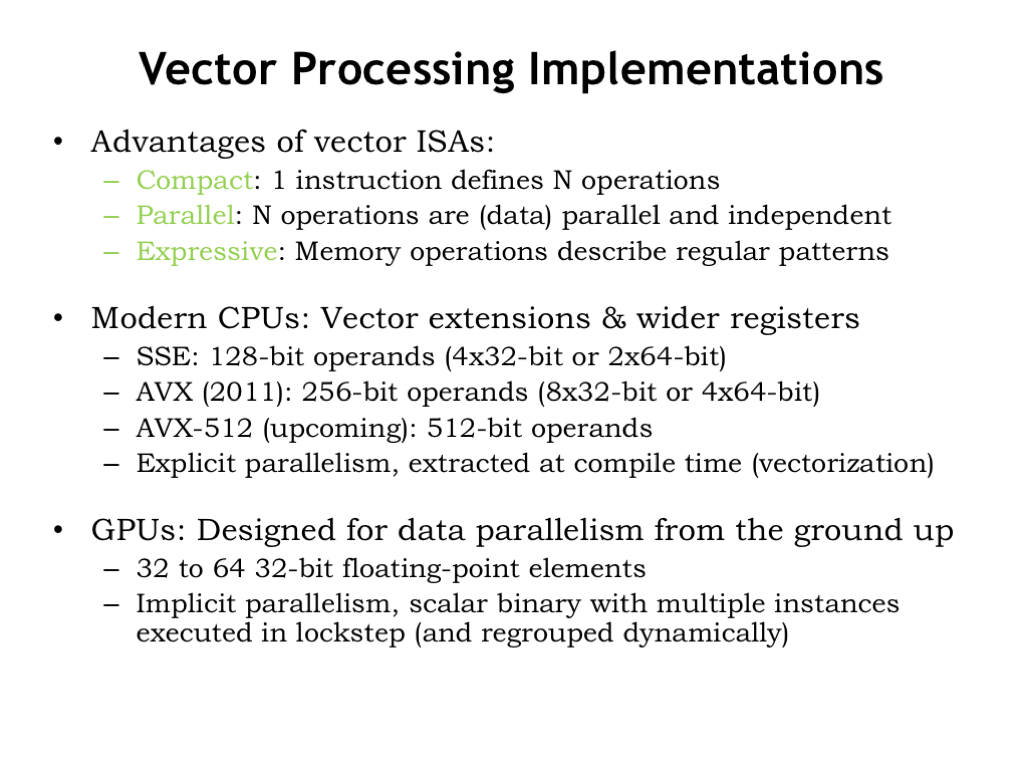 Vector Processing Implementations
• Advantages of vector ISAs:
– Compact: 1 instruction defines N operations
– Parallel: N operations are (data) parallel and independent
– Expressive: Memory operations describe regular patterns
• Modern CPUs: Vector extensions & wider registers
– SSE: 128-bit operands (4x32-bit or 2x64-bit)
– AVX (2011): 256-bit operands (8x32-bit or 4x64-bit)
– AVX-512 (upcoming): 512-bit operands
– Explicit parallelism, extracted at compile time (vectorization)
• GPUs: Designed for data parallelism from the ground up
– 32 to 64 32-bit floating-point elements
– Implicit parallelism, scalar binary with multiple instances
executed in lockstep (and regrouped dynamically)